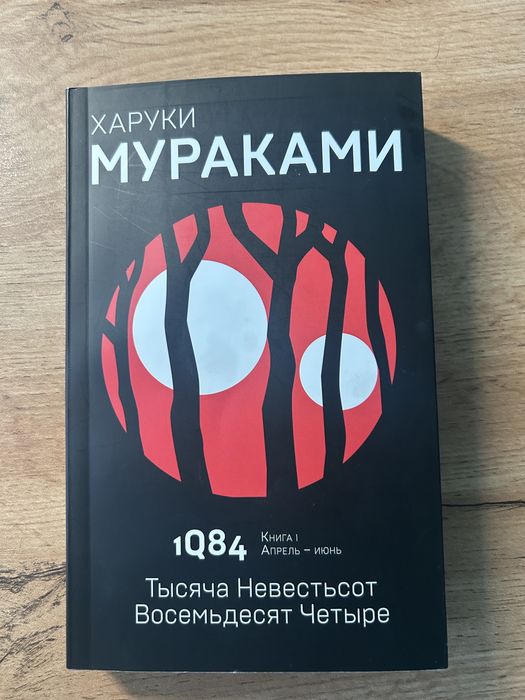 ХАРУКИ
МУРАКАМИ
1Q84
Книга I
Апрель – июнь
Тысяча Невестьсот
Восемьдесят Четыре